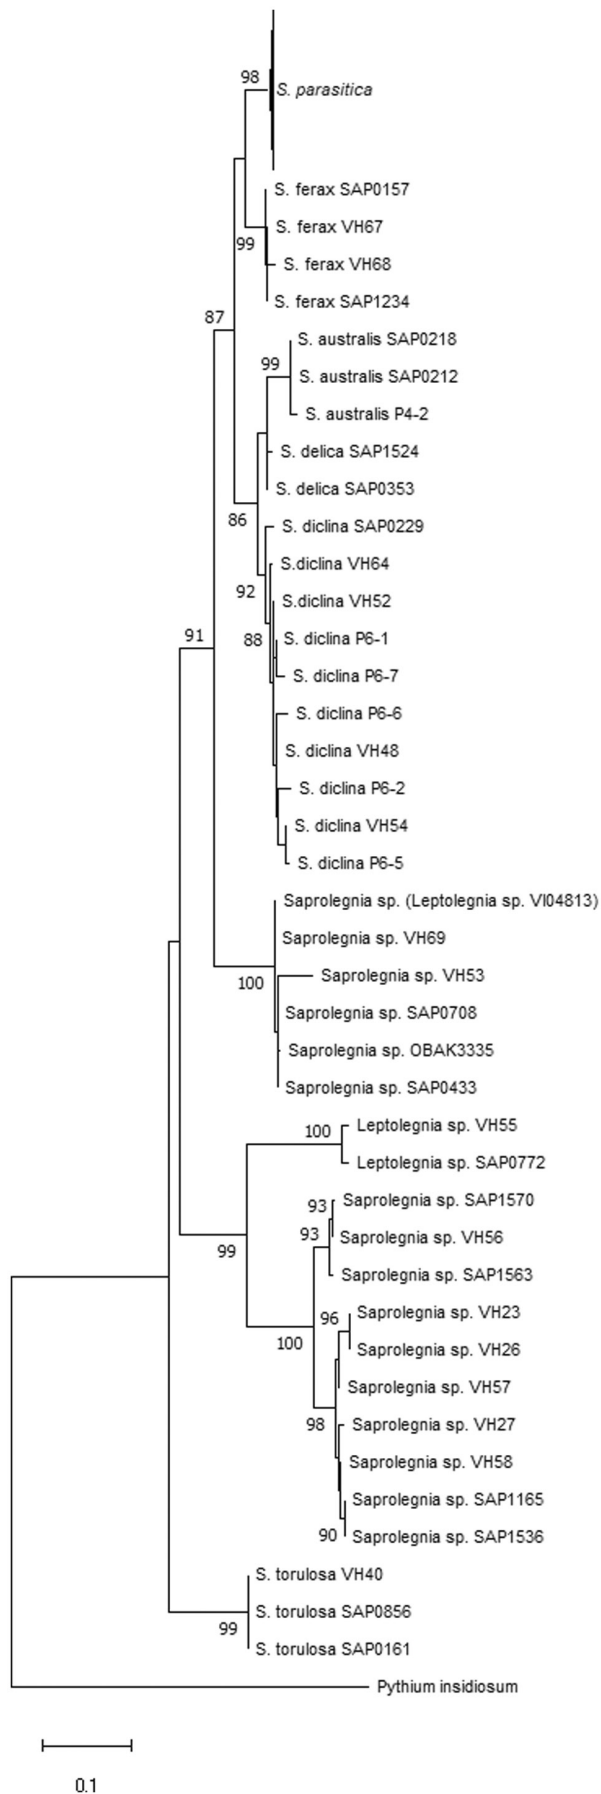 98
S. parasitica
S. ferax SAP0157
S. ferax VH67
99
S. ferax VH68
S. ferax SAP1234
87
S. australis SAP0218
99
S. australis SAP0212
S. australis P4-2
S. delica SAP1524
S. delica SAP0353
86
S. diclina SAP0229
S.diclina VH64
92
S.diclina VH52
91
88
S. diclina P6-1
S. diclina P6-7
S. diclina P6-6
S. diclina VH48
S. diclina P6-2
S. diclina VH54
S. diclina P6-5
Saprolegnia sp. (Leptolegnia sp. VI04813)
Saprolegnia sp. VH69
100
Saprolegnia sp. VH53
Saprolegnia sp. SAP0708
Saprolegnia sp. OBAK3335
Saprolegnia sp. SAP0433
100
Leptolegnia sp. VH55
Leptolegnia sp. SAP0772
93
Saprolegnia sp. SAP1570
93
Saprolegnia sp. VH56
99
Saprolegnia sp. SAP1563
96
Saprolegnia sp. VH23
100
Saprolegnia sp. VH26
Saprolegnia sp. VH57
98
Saprolegnia sp. VH27
Saprolegnia sp. VH58
Saprolegnia sp. SAP1165
90
Saprolegnia sp. SAP1536
S. torulosa VH40
S. torulosa SAP0856
99
S. torulosa SAP0161
Pythium insidiosum
0.1